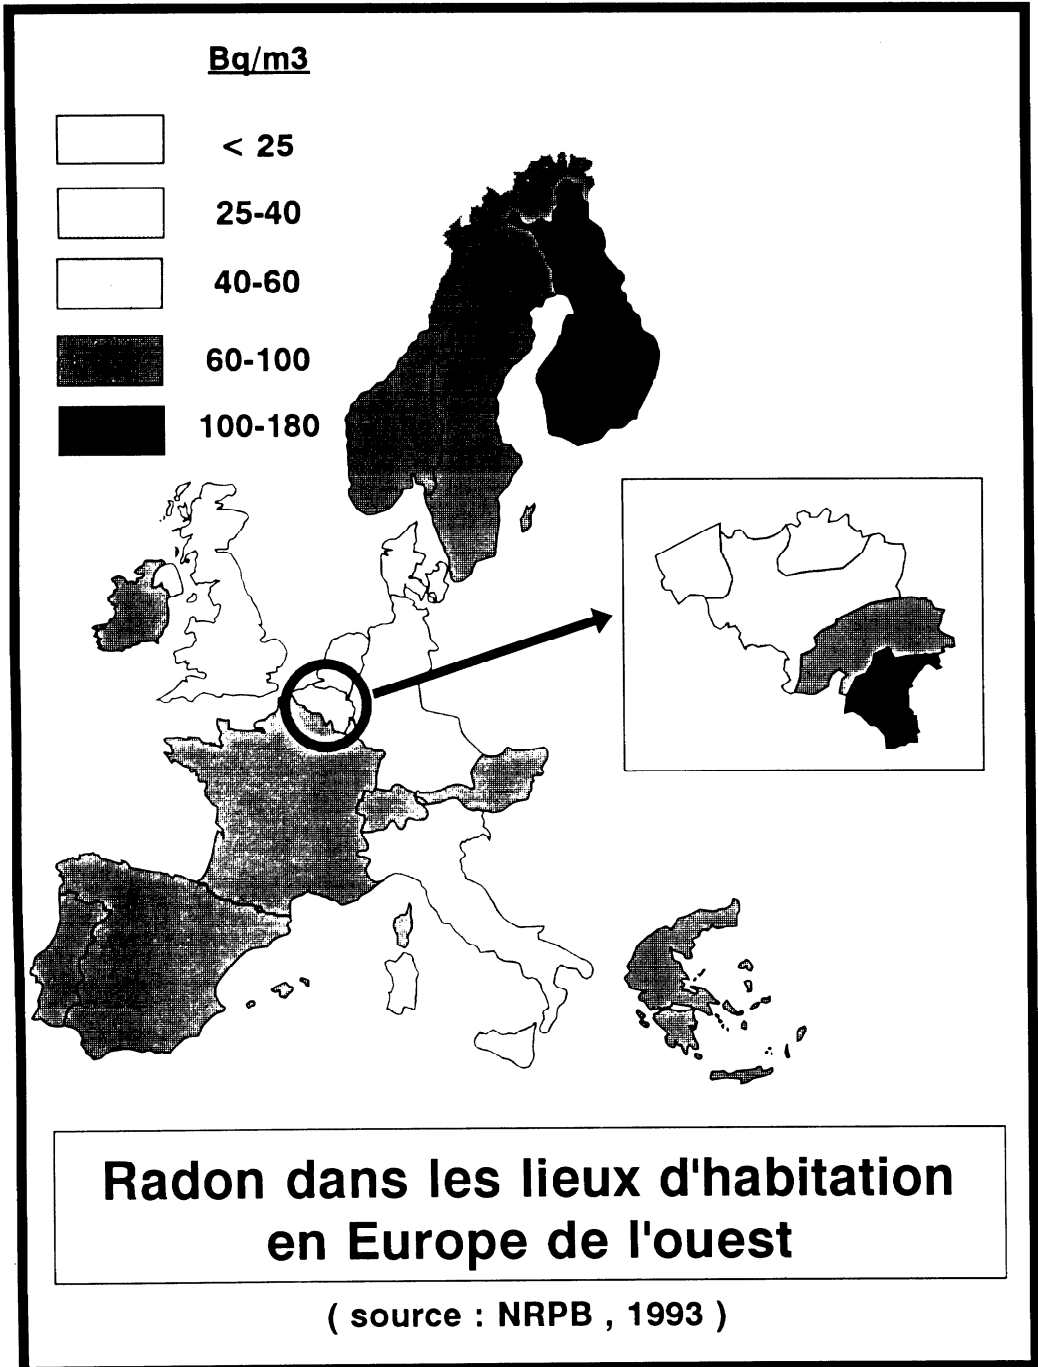 Bq/m3
< 25
25-40
40-60
60-100
100-180
Radon dans les lieux d'habitation
en Europe de l'ouest
( source : NRPB , 1993 )